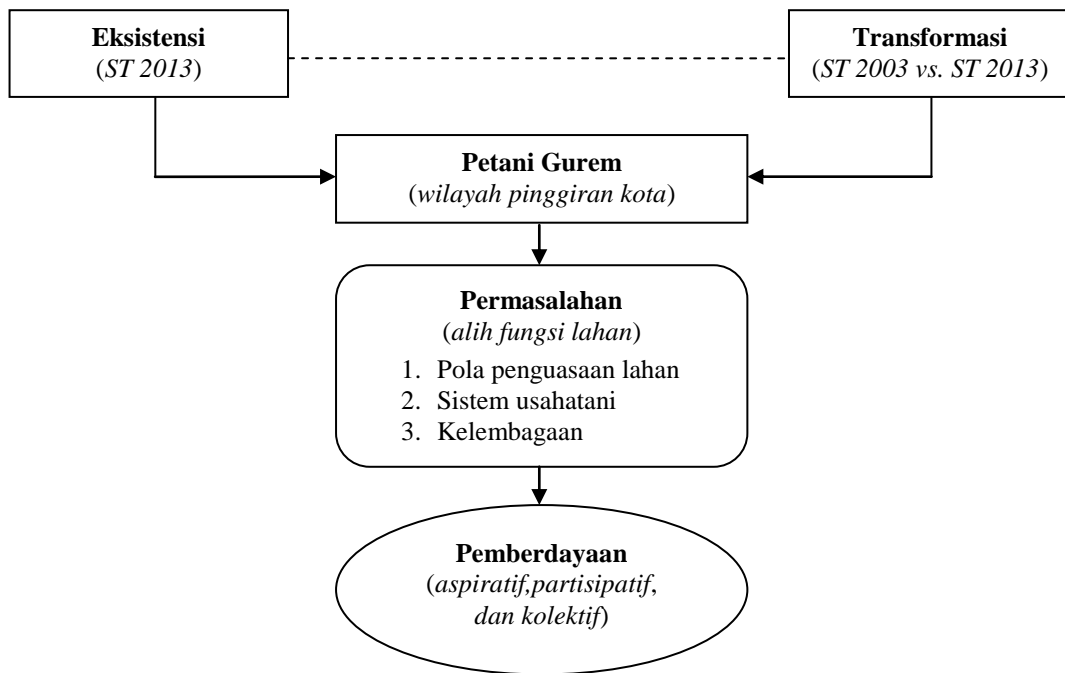 Eksistensi
(ST 2013)
Transformasi
(ST 2003 vs. ST 2013)
Petani Gurem
(wilayah pinggiran kota)
Permasalahan
(alih fungsi lahan)
1. Pola penguasaan lahan
2. Sistem usahatani
3. Kelembagaan
Pemberdayaan
(aspiratif,partisipatif,
dan kolektif)